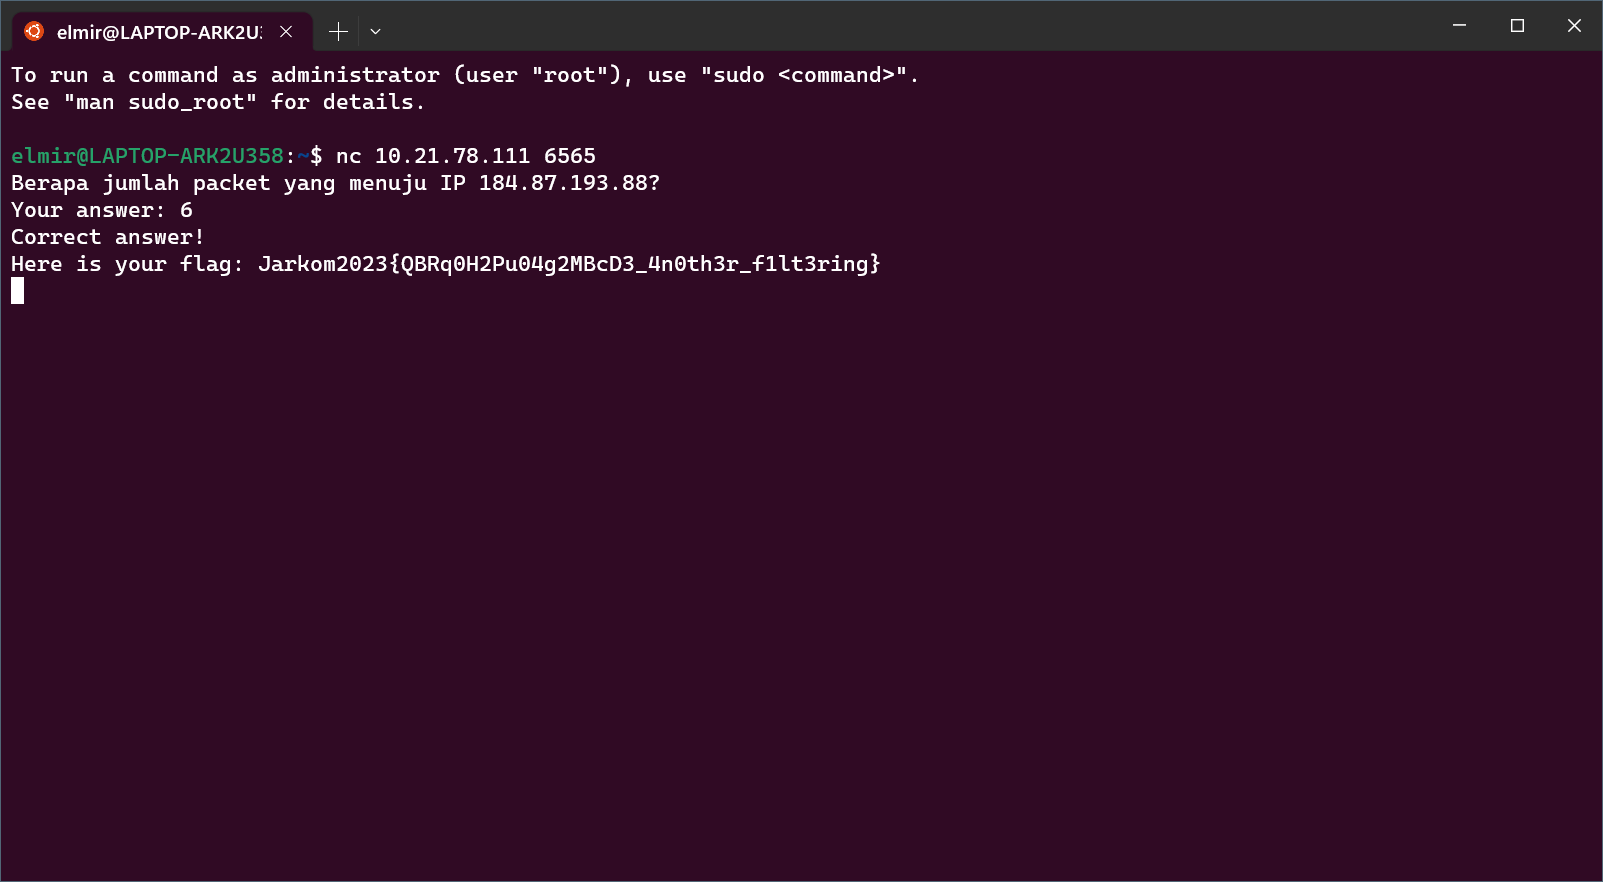 elmir@LAPTOP-ARK2U
To run a command as administrator (user "root"), use "sudo <command>".
See "man sudo_root" for details.
elmir@LAPTOP-ARK2U358:~$ nc 10.21.78.111 6565
Berapa jumlah packet yang menuju IP 184.87.193.88?
Your answer: 6
Correct answer!
Here is your flag: Jarkom2023{QBRq0H2Pu04g2MBcD3_4n0th3r_f1lt3ring}